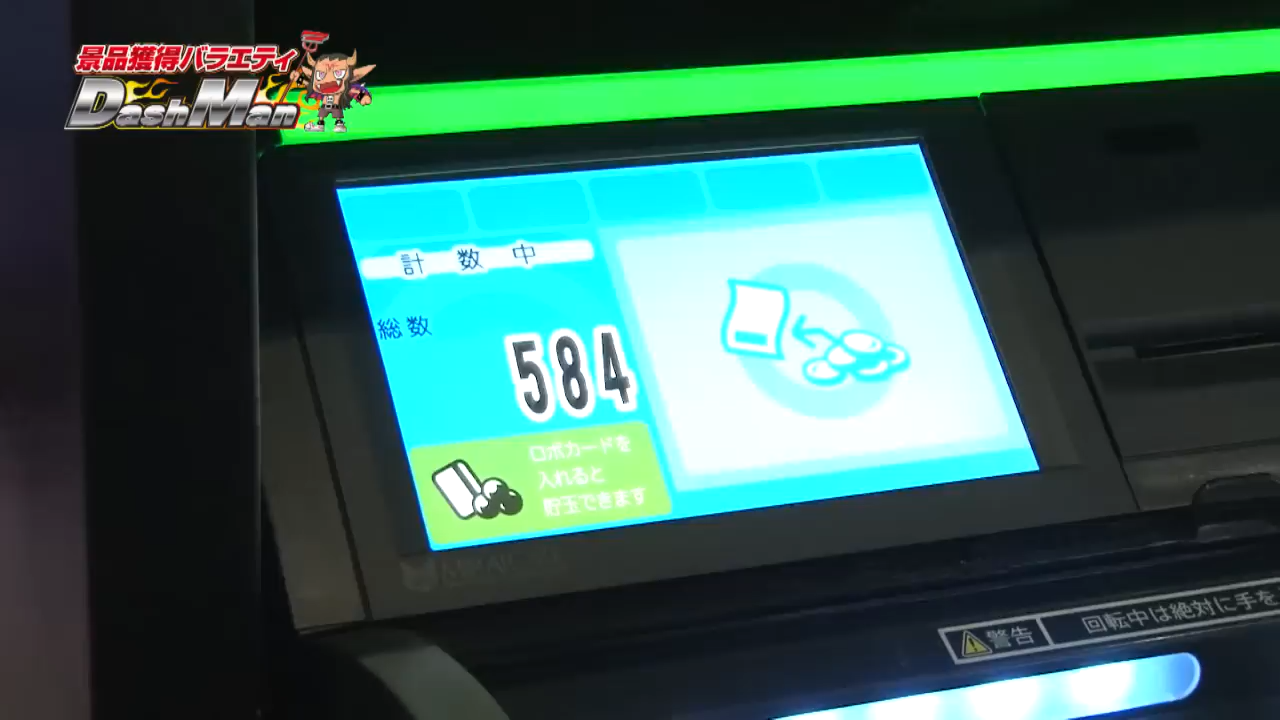 景品獲得バラエティ
DashMan
計数中
総数
584
ロボカードを
入れると
貯玉できます
警告
回転中は絶対に手を